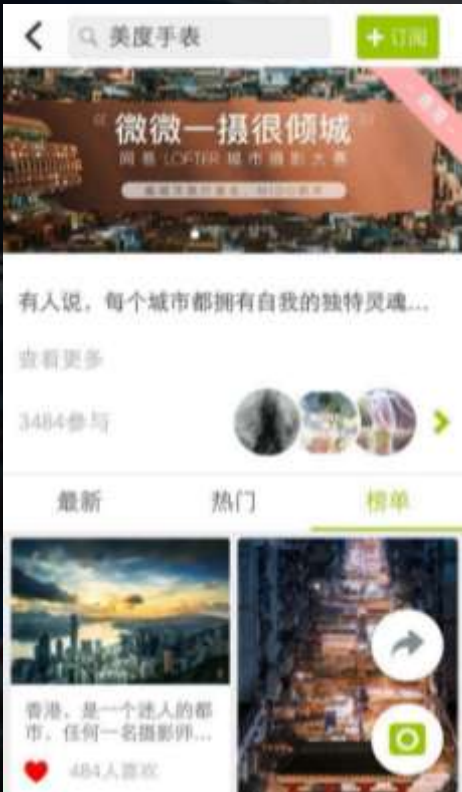 美度手表
+ 订阅
微微一摄很倾城
网易 LOFTER 城市摄影大赛
有人说，每个城市都拥有自我的独特灵魂...
查看更多
3484参与
最新
热门
榜单
香港，是一个迷人的都
市，任何一名摄影师...
484人喜欢